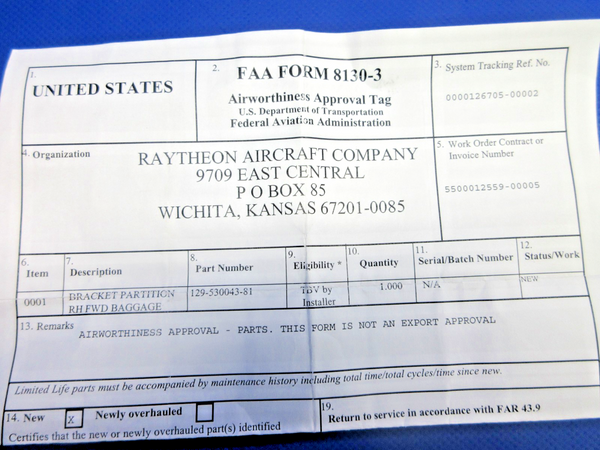 1.
UNITED STATES
2.
FAA FORM 8130-3
Airworthiness Approval Tag
U.S. Department of Transportation
Federal Aviation Administration
3. System Tracking Ref. No.
0000126705-00002
4. Organization
RAYTHEON AIRCRAFT COMPANY
9709 EAST CENTRAL
P O BOX 85
WICHITA, KANSAS 67201-0085
5. Work Order Contract or
Invoice Number
5500012559-00005
6.
Item
7.
Description
8.
Part Number
9.
Eligibility *
10.
Quantity
11.
Serial/Batch Number
12.
Status/Work
0001
BRACKET PARTITION
RH FWD BAGGAGE
129-530043-81
TBV by
Installer
1.000
N/A
NEW
13. Remarks
AIRWORTHINESS APPROVAL - PARTS. THIS FORM IS NOT AN EXPORT APPROVAL
Limited Life parts must be accompanied by maintenance history including total time/total cycles/time since new.
14. New X Newly overhauled
Certifies that the new or newly overhauled part(s) identified
19.
Return to service in accordance with FAR 43.9